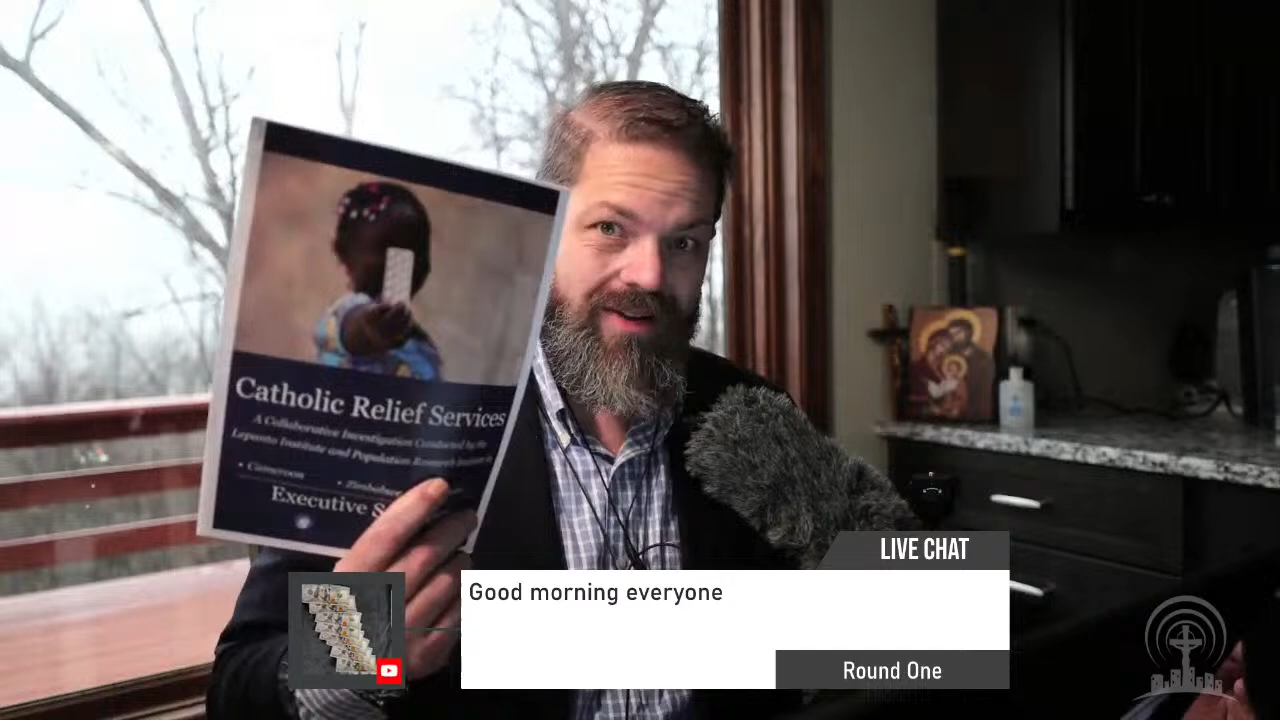 Catholic Relief Services
A Collaborative Investigation Conducted by the
Lepanto Institute and Population Research
• Cameroon • Zimbabwe
Executive S
LIVE CHAT
Good morning everyone
Round One